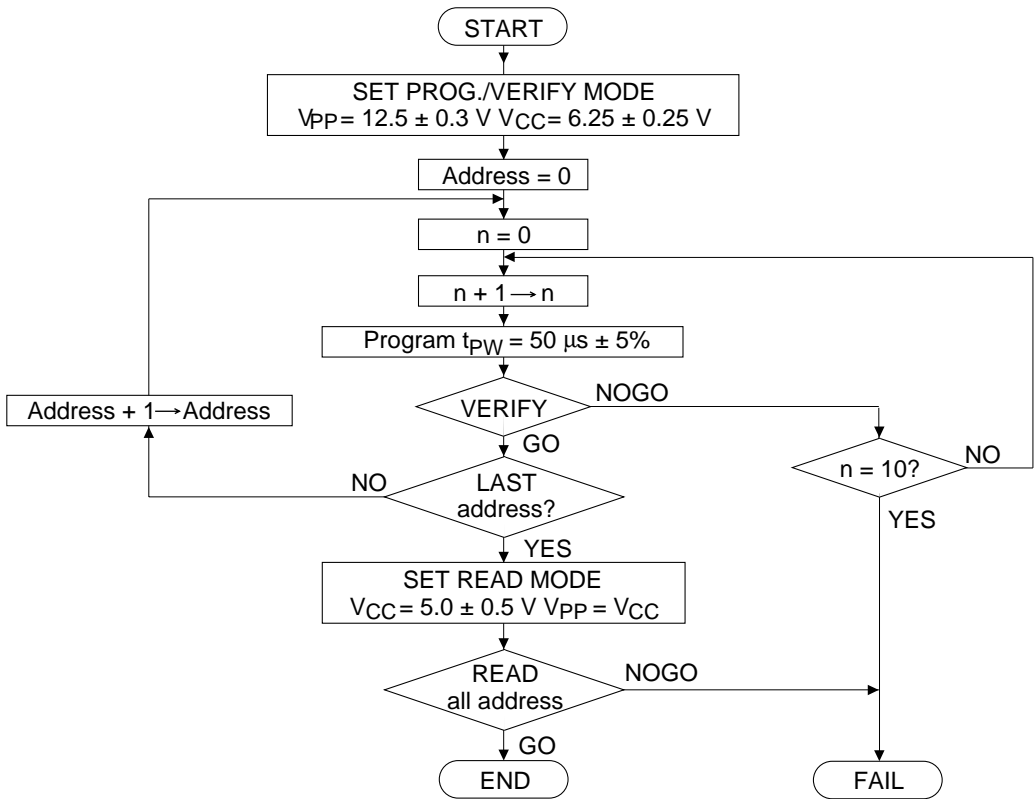 START
SET PROG./VERIFY MODE
VPP = 12.5 ± 0.3 V VCC = 6.25 ± 0.25 V
Address = 0
n = 0
n + 1 → n
Program tPW = 50 μs ± 5%
Address + 1 → Address
VERIFY
NOGO
GO
n = 10?
NO
NO
LAST
address?
YES
YES
SET READ MODE
VCC = 5.0 ± 0.5 V VPP = VCC
READ
all address
NOGO
GO
END
FAIL